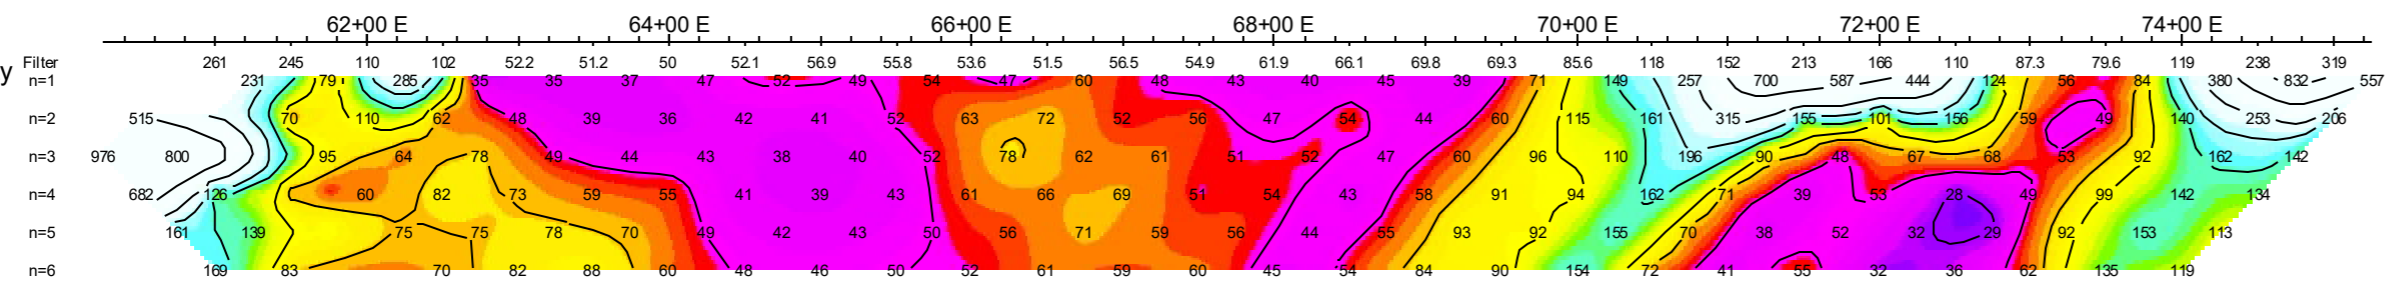 62+00 E 64+00 E 66+00 E 68+00 E 70+00 E 72+00 E 74+00 E
y
Filter 261 245 110 102 52.2 51.2 50 52.1 56.9 55.8 53.6 51.5 56.5 54.9 61.9 66.1 69.8 69.3 85.6 118 152 213 166 110 87.3 79.6 119 238 319
n=1 231 79 285 35 35 37 47 52 49 54 47 60 48 43 40 45 39 71 149 257 700 587 444 124 56 84 380 832 557
n=2 515 70 110 62 48 39 36 42 41 52 63 72 52 56 47 54 44 60 115 161 315 155 101 156 59 49 140 253 206
n=3 976 800 95 64 78 49 44 43 38 40 52 78 62 61 51 52 47 60 96 110 196 90 48 67 68 53 92 162 142
n=4 682 126 60 82 73 59 55 41 39 43 61 66 69 51 54 43 58 91 94 162 71 39 53 28 49 99 142 134
n=5 161 139 75 75 78 70 49 42 43 50 56 71 59 56 44 55 93 92 155 70 38 52 32 29 92 153 113
n=6 169 83 70 82 88 60 48 46 50 52 61 59 60 45 54 84 90 154 72 41 55 32 36 62 135 119